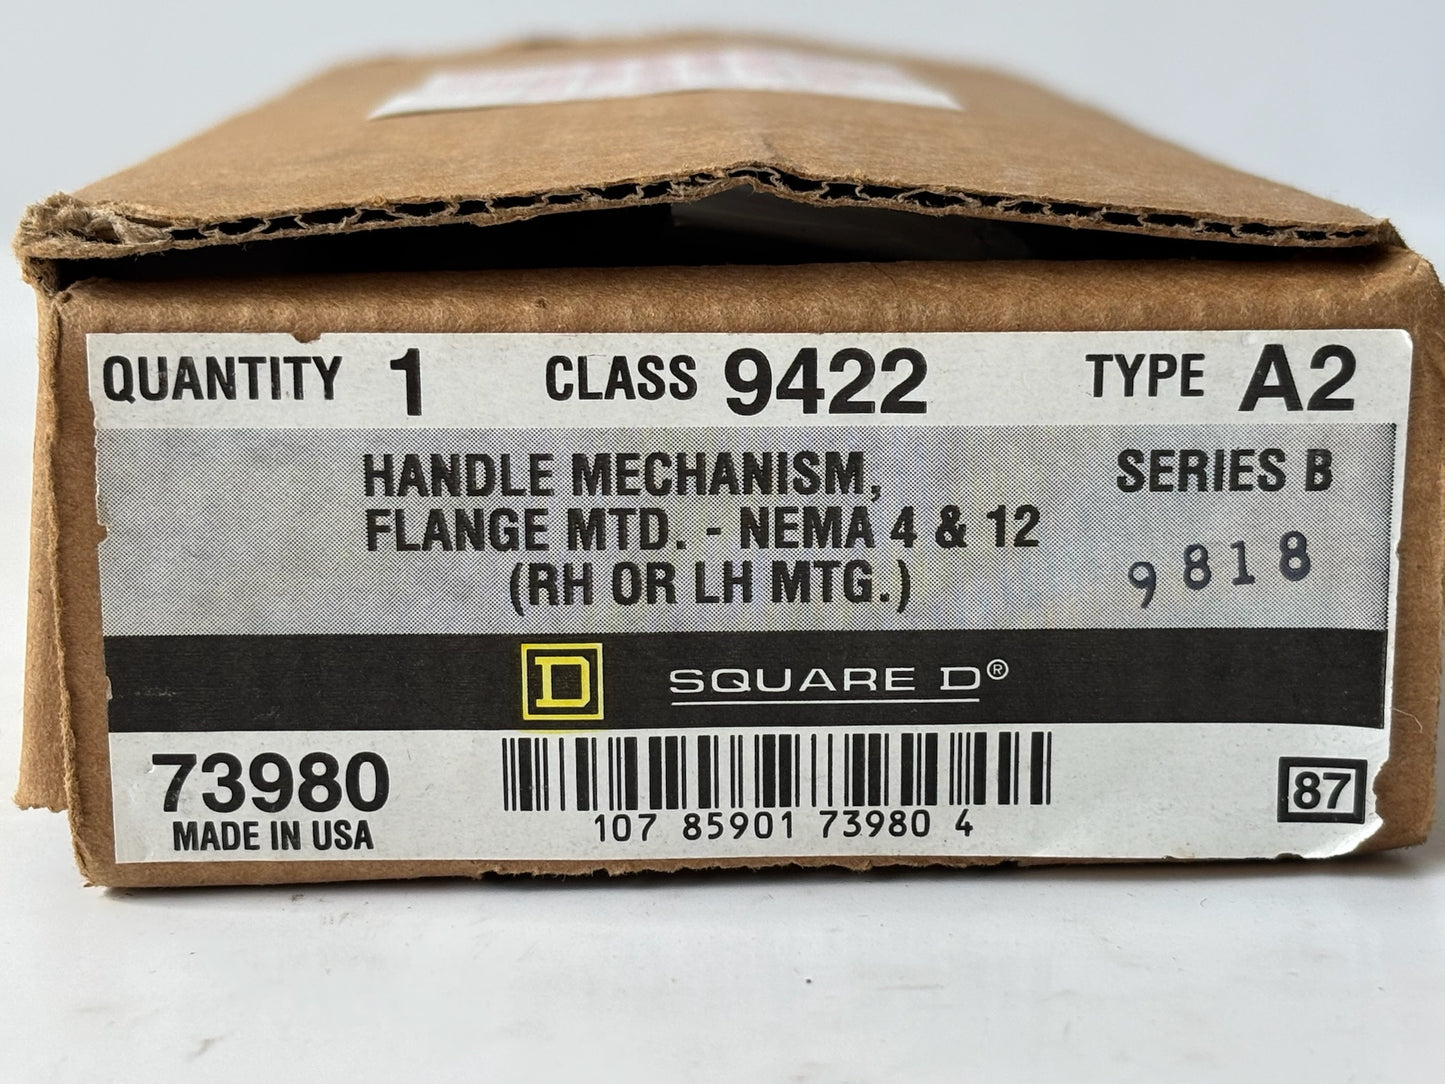 QUANTITY 1 CLASS 9422 TYPE A2
HANDLE MECHANISM, SERIES B
FLANGE MTD. - NEMA 4 & 12
9818
(RH OR LH MTG.)
D SQUARE D®
73980
MADE IN USA
107 85901 73980 4
87